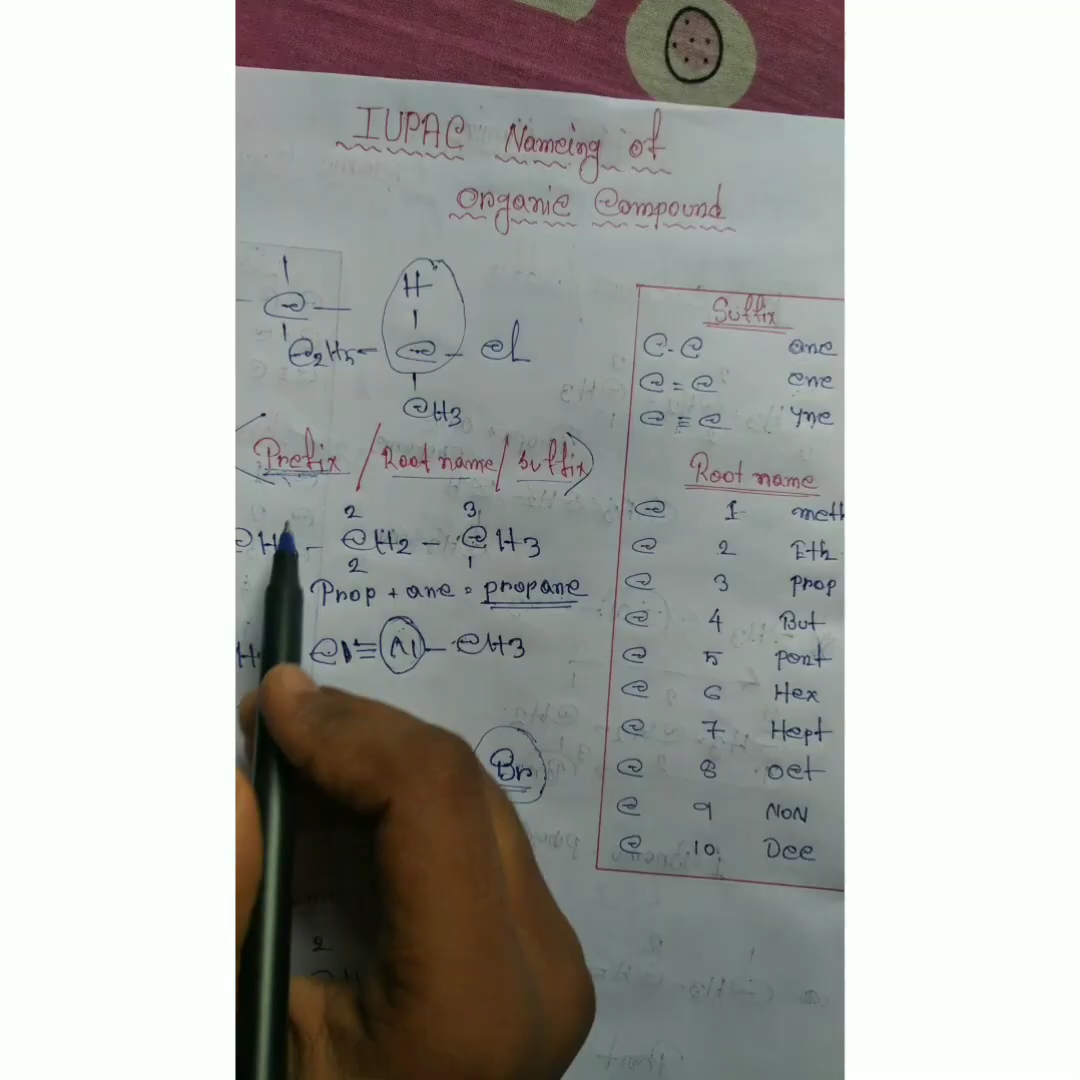 IUPAC Nameing of
Organic Compound
H
C
C2H5- C - Cl
CH3
Prefix / Root name / Suffix
2 3
CH - CH2 - CH3
2 1
Prop + ane = propane
H C ≡ - CH3
Br
Suffix
C-C ane
C=C ene
C≡C Yne
Root name
C 1 meth
C 2 Eth
C 3 prop
C 4 But
C 5 pent
C 6 Hex
C 7 Hept
C 8 oct
C 9 NON
C 10 Dec
2